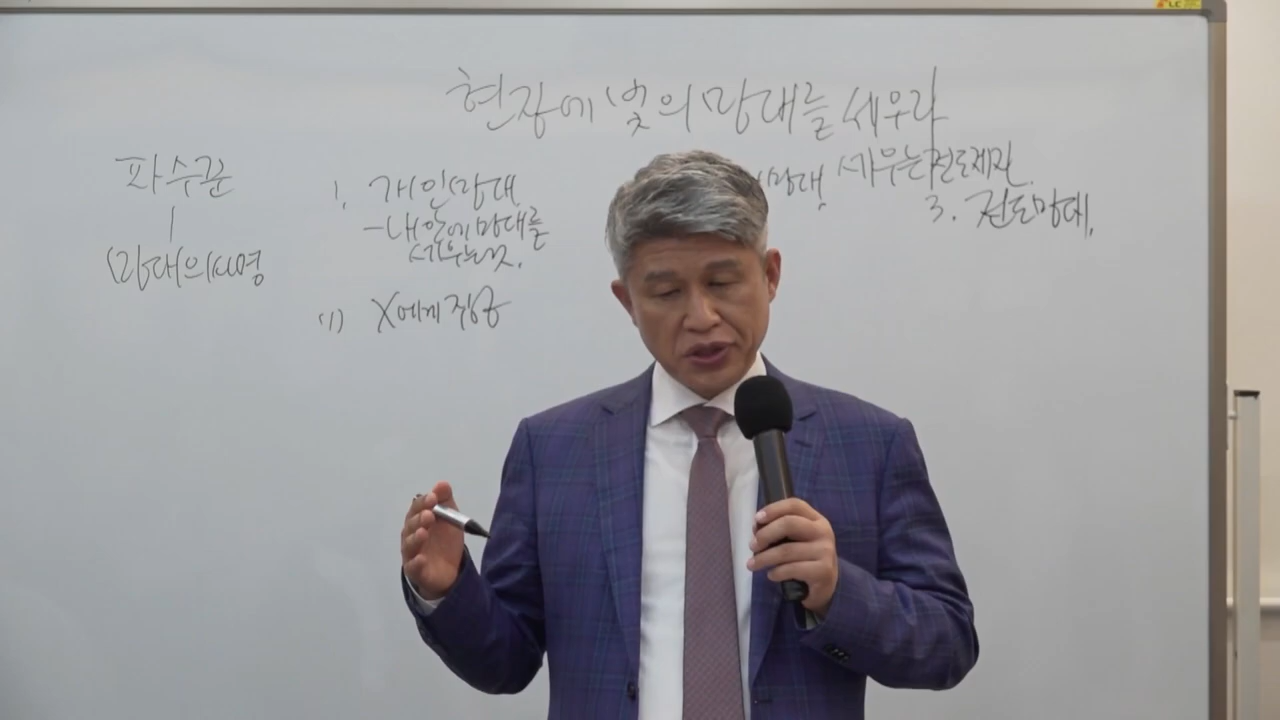 현장에 빛의 망대를 세우라
파수꾼
망대의 사명
1. 개인망대
-내 안에 망대를
세우는것.
(1) X에게 집중
망대, 세우는 전도제자
3. 전도망대,